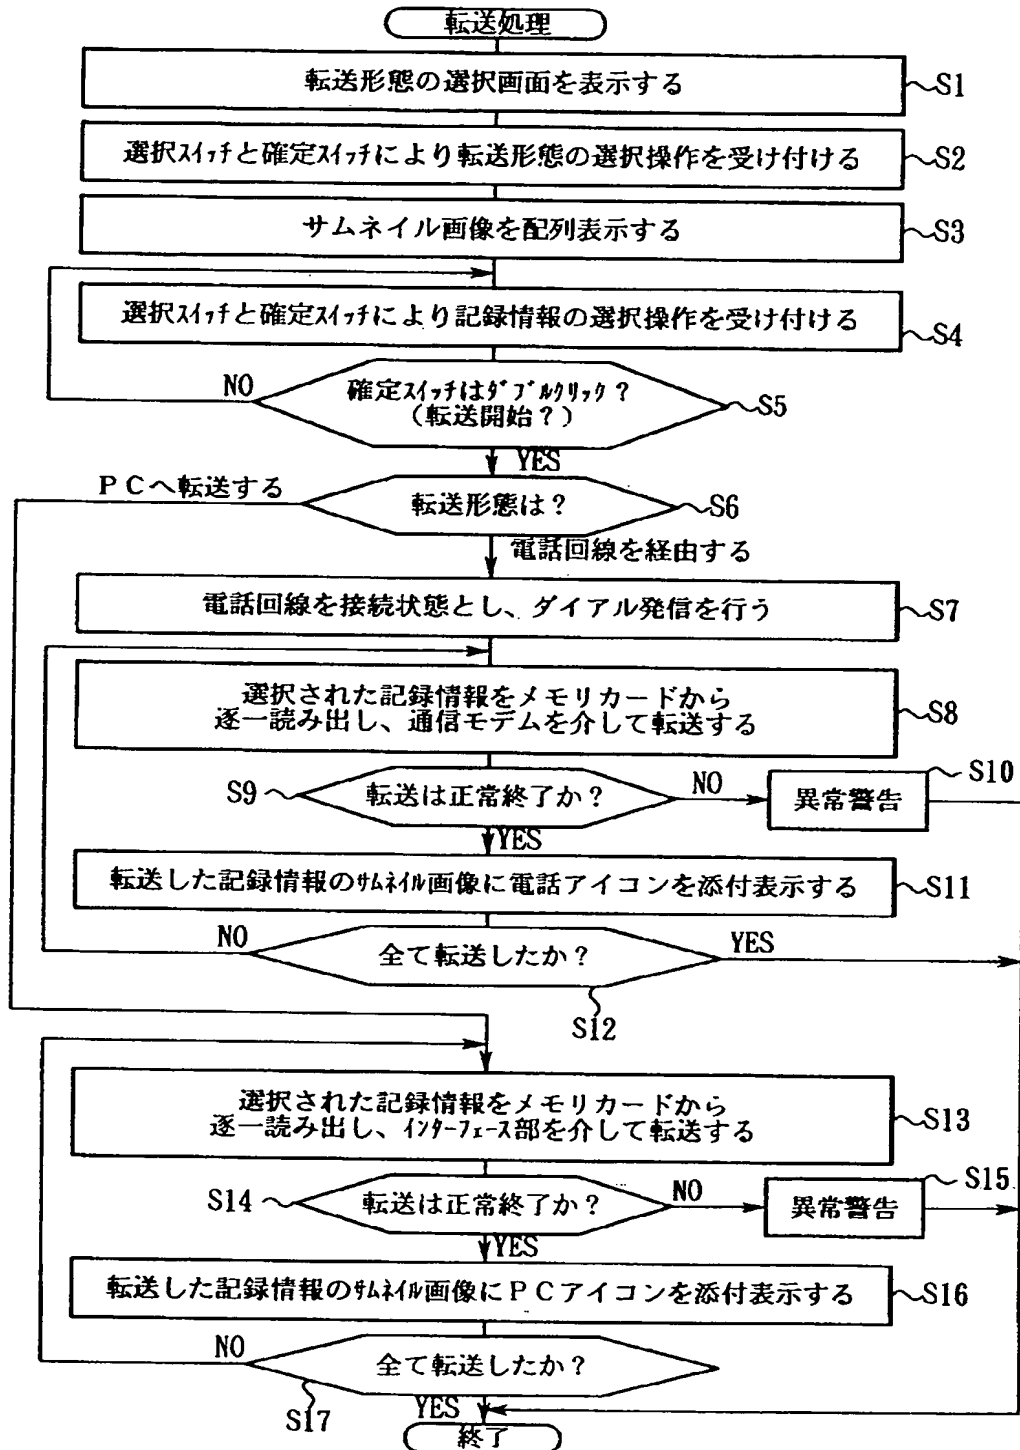 転送処理
転送形態の選択画面を表示する
S1
選択ｽｲｯﾁと確定ｽｲｯﾁにより転送形態の選択操作を受け付ける
S2
サムネイル画像を配列表示する
S3
選択ｽｲｯﾁと確定ｽｲｯﾁにより記録情報の選択操作を受け付ける
S4
NO
確定ｽｲｯﾁはﾀﾞﾌﾞﾙｸﾘｯｸ？
（転送開始？）
S5
YES
ＰＣへ転送する
転送形態は？
S6
電話回線を経由する
電話回線を接続状態とし、ダイアル発信を行う
S7
選択された記録情報をメモリカードから
逐一読み出し、通信モデムを介して転送する
S8
S9
転送は正常終了か？
NO
異常警告
S10
YES
転送した記録情報のｻﾑﾈｲﾙ画像に電話アイコンを添付表示する
S11
NO
全て転送したか？
YES
S12
選択された記録情報をメモリカードから
逐一読み出し、ｲﾝﾀｰﾌｪｰｽ部を介して転送する
S13
S14
転送は正常終了か？
NO
異常警告
S15
YES
転送した記録情報のｻﾑﾈｲﾙ画像にＰＣアイコンを添付表示する
S16
NO
全て転送したか？
S17
YES
終了